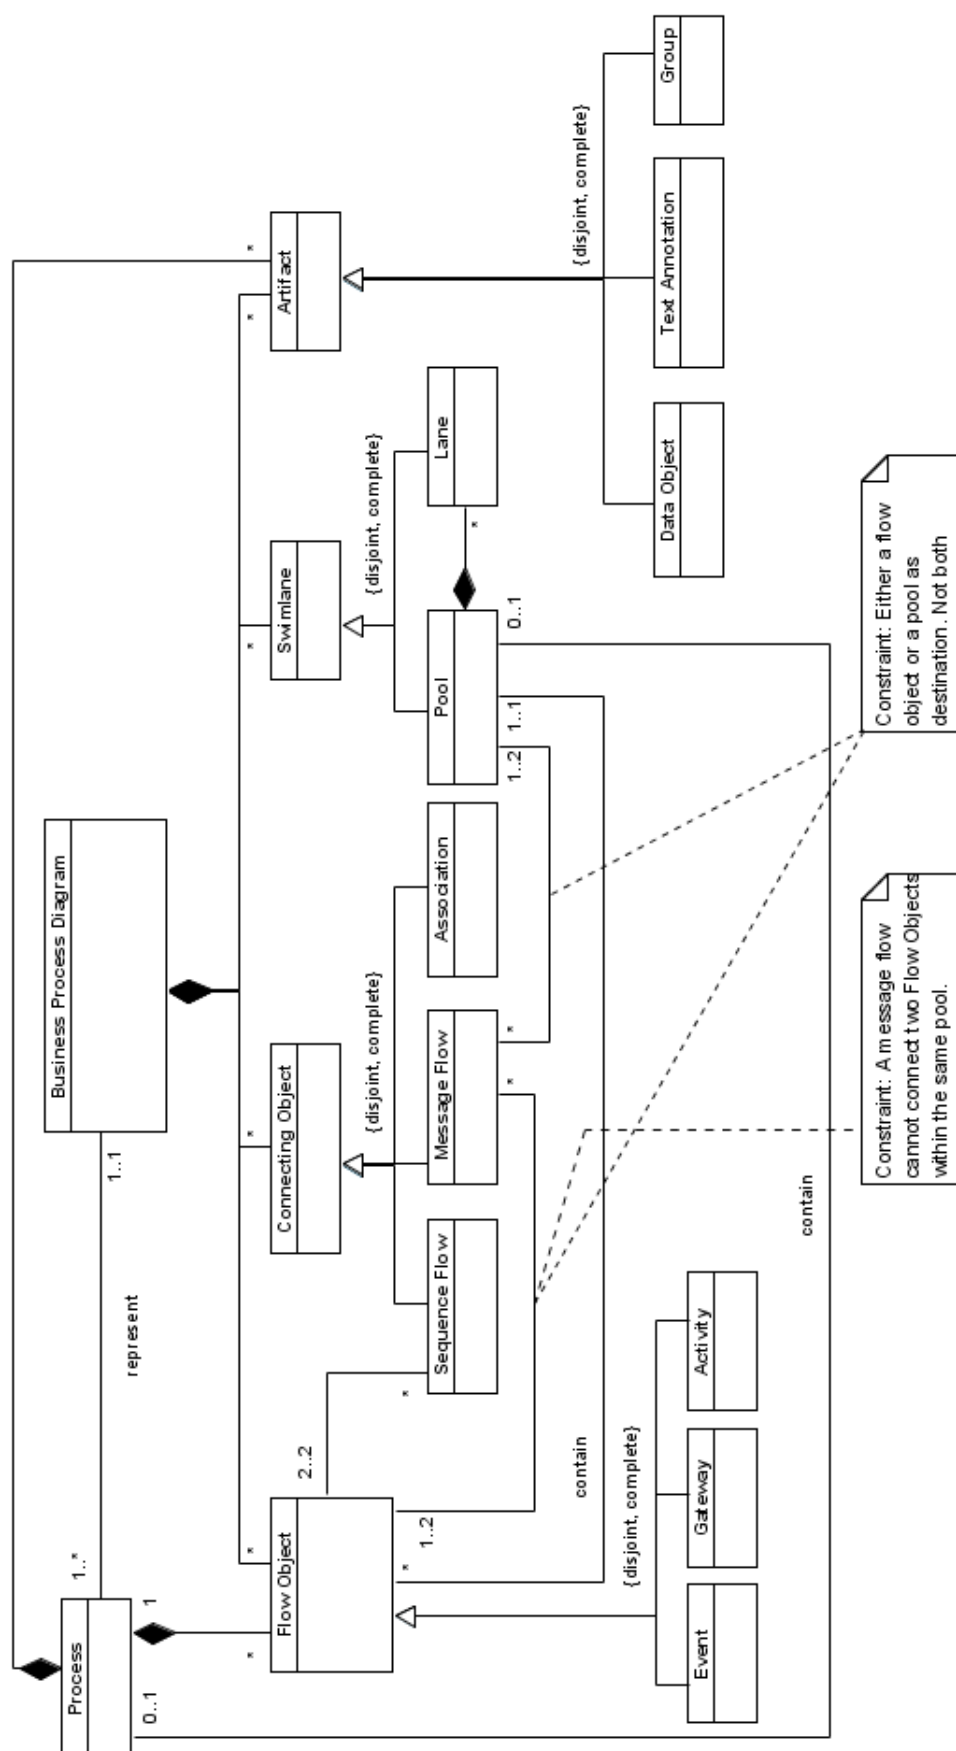 Process
1..*
1
0..1
represent
1..1
Business Process Diagram
*
*
*
*
*
*
Flow Object
Connecting Object
Swimlane
Artifact
2..2
1..2
*
*
{disjoint, complete}
{disjoint, complete}
{disjoint, complete}
{disjoint, complete}
Sequence Flow
Message Flow
Association
Pool
Lane
*
*
*
1..2
1..1
0..1
*
contain
contain
Event
Gateway
Activity
Data Object
Text Annotation
Group
Constraint: A message flow
cannot connect two Flow Objects
within the same pool.
Constraint: Either a flow
object or a pool as
destination. Not both